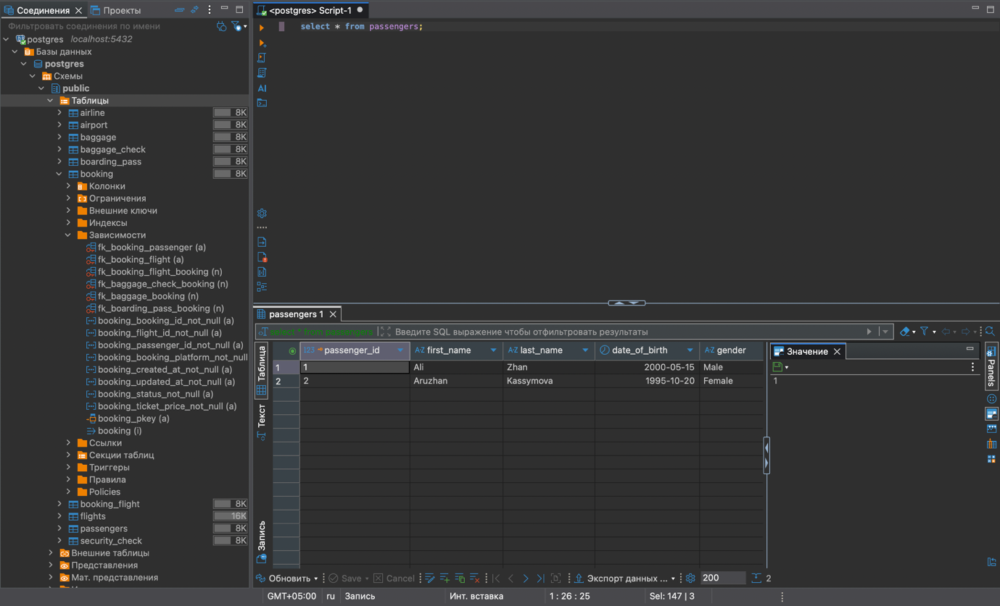 Соединения
Проекты
Фильтровать соединения по имени
postgres localhost:5432
Базы данных
postgres
Схемы
public
Таблицы
airline 8K
airport 8K
baggage 8K
baggage_check 8K
boarding_pass 8K
booking 8K
Колонки
Ограничения
Внешние ключи
Индексы
Зависимости
fk_booking_passenger (a)
fk_booking_flight (a)
fk_booking_flight_booking (n)
fk_baggage_check_booking (n)
fk_baggage_booking (n)
fk_boarding_pass_booking (n)
booking_booking_id_not_null (a)
booking_flight_id_not_null (a)
booking_passenger_id_not_null (a)
booking_booking_platform_not_null
booking_created_at_not_null (a)
booking_updated_at_not_null (a)
booking_status_not_null (a)
booking_ticket_price_not_null (a)
booking_pkey (a)
booking (i)
Ссылки
Секции таблиц
Триггеры
Правила
Policies
booking_flight 8K
flights 16K
passengers 8K
security_check 8K
Внешние таблицы
Представления
Мат. представления
<postgres> Script-1
select * from passengers;
AI
passengers 1
select * from passengers
Введите SQL выражение чтобы отфильтровать результаты
Таблица
Текст
Запись
123 passenger_id A-Z first_name A-Z last_name date_of_birth A-Z gender
1 1 Ali Zhan 2000-05-15 Male
2 2 Aruzhan Kassymova 1995-10-20 Female
Значение
1
Panels
Обновить Save Cancel Экспорт данных ... 200 2
GMT+05:00 ru Запись Инт. вставка 1 : 26 : 25 Sel: 147 | 3